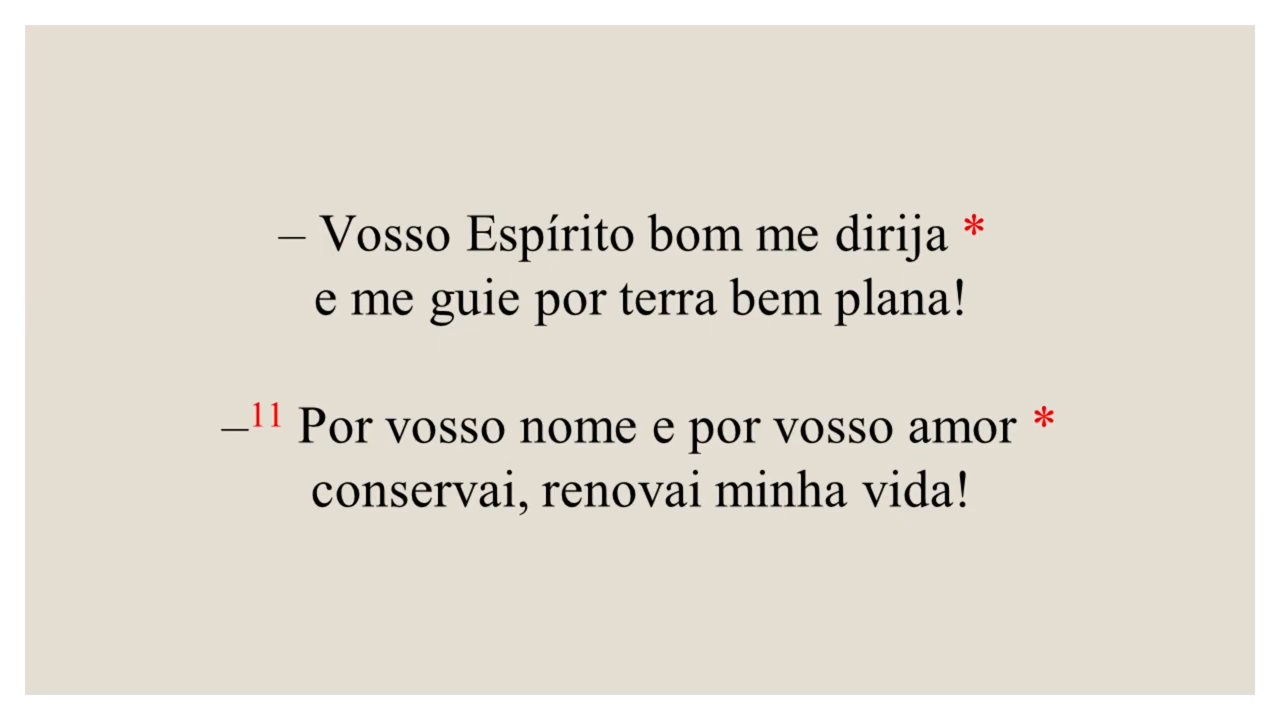 – Vosso Espírito bom me dirija *
e me guie por terra bem plana!
–11 Por vosso nome e por vosso amor *
conservai, renovai minha vida!